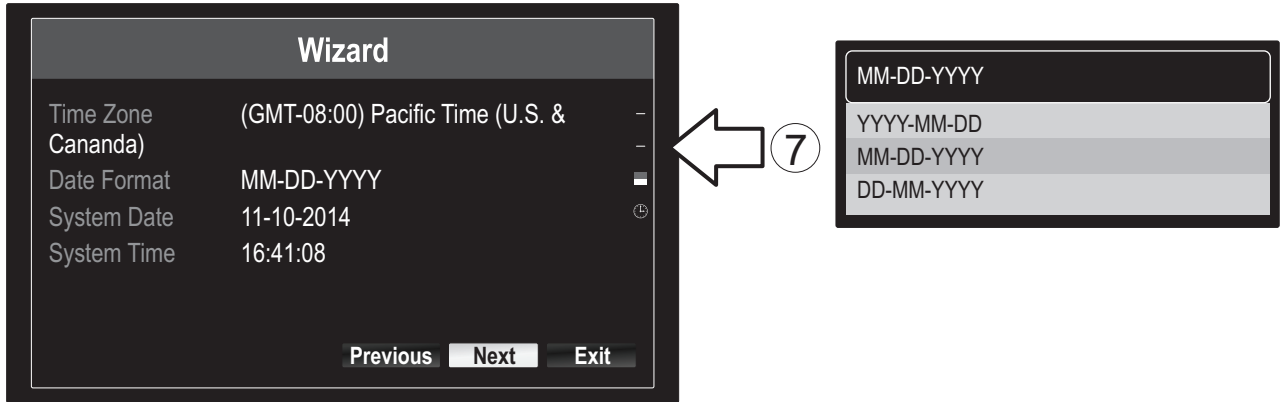 Wizard
Time Zone (GMT-08:00) Pacific Time (U.S. &
Cananda)
Date Format MM-DD-YYYY
System Date 11-10-2014
System Time 16:41:08
Previous Next Exit
7
MM-DD-YYYY
YYYY-MM-DD
MM-DD-YYYY
DD-MM-YYYY